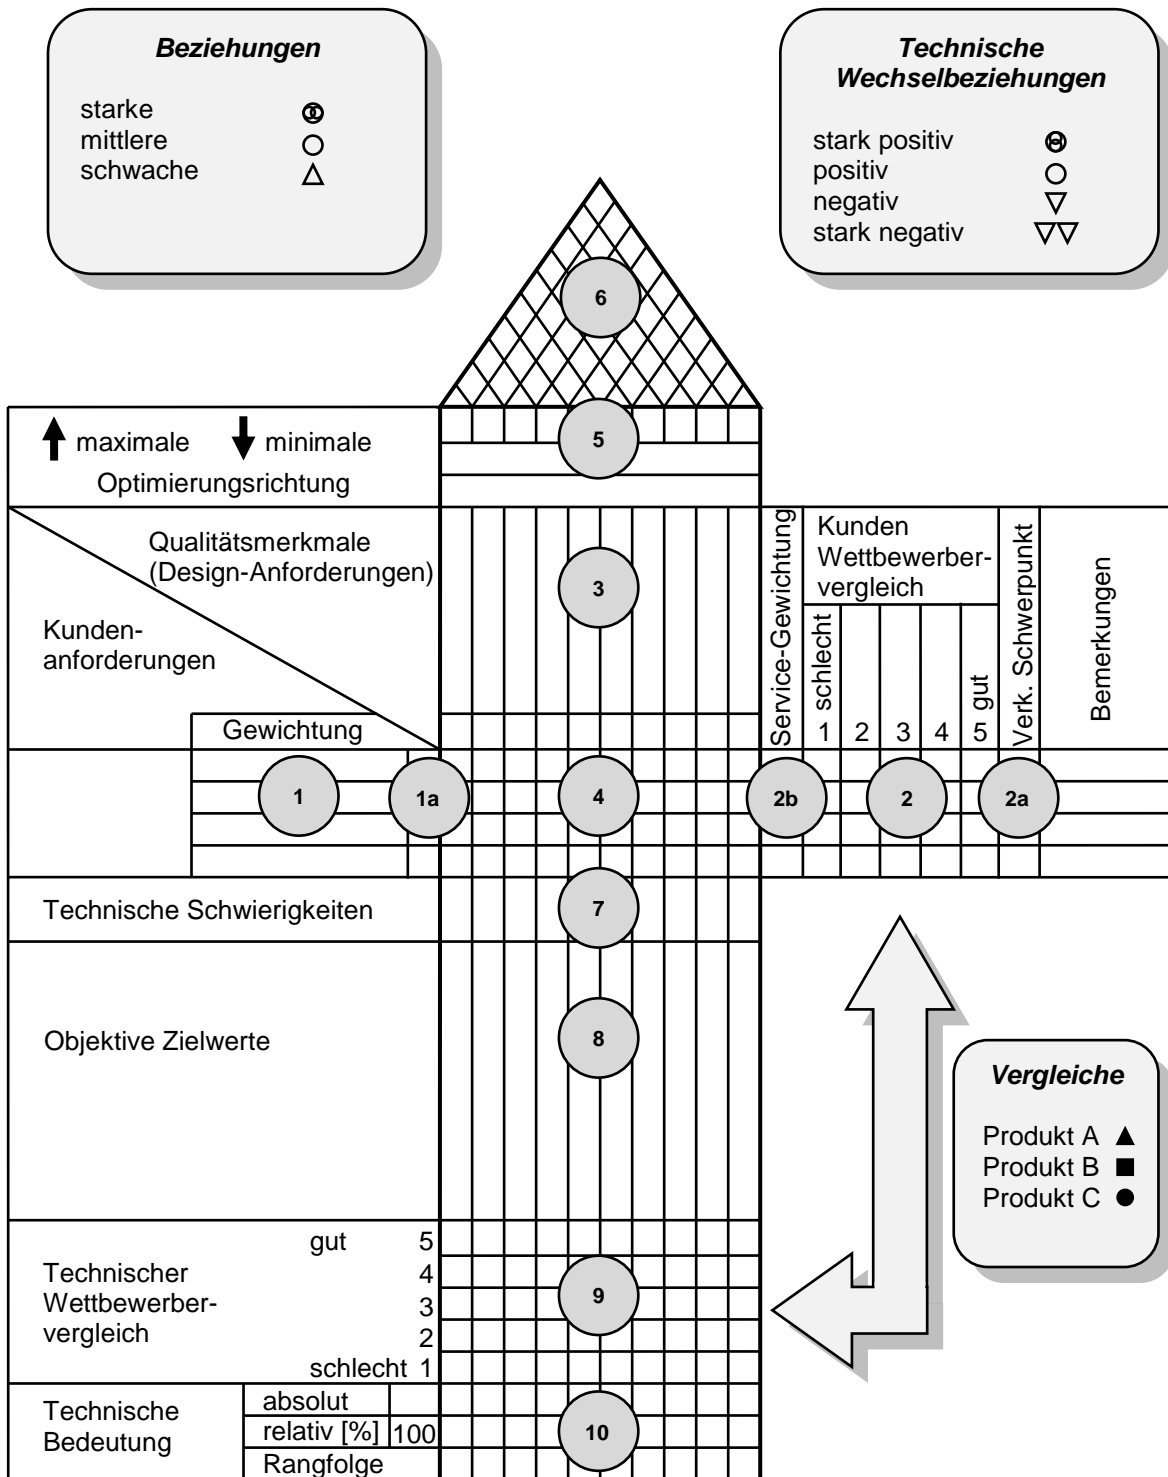 Beziehungen
starke
mittlere
schwache
Technische
Wechselbeziehungen
stark positiv
positiv
negativ
stark negativ
6
5
maximale minimale
Optimierungsrichtung
Qualitätsmerkmale
(Design-Anforderungen)
Kunden-
anforderungen
Gewichtung
3
Service-Gewichtung
Kunden
Wettbewerber-
vergleich
schlecht
gut
1 2 3 4 5
Verk. Schwerpunkt
Bemerkungen
1 1a 4 2b 2 2a
Technische Schwierigkeiten
7
Objektive Zielwerte
8
Vergleiche
Produkt A
Produkt B
Produkt C
gut 5
Technischer
Wettbewerber-
vergleich
4
3
2
schlecht 1
9
Technische
Bedeutung
absolut
relativ [%] 100
Rangfolge
10